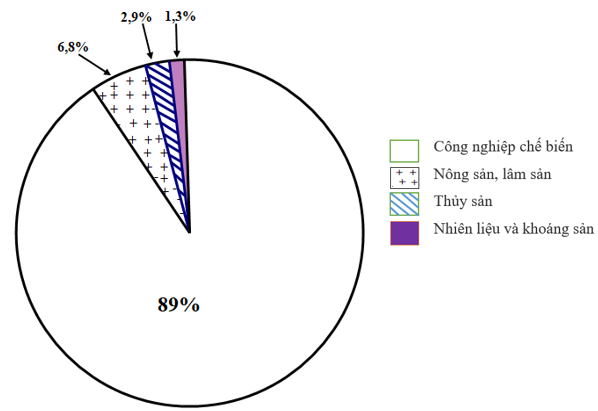 2,9%
1,3%
6,8%
Công nghiệp chế biến
Nông sản, lâm sản
Thủy sản
Nhiên liệu và khoáng sản
89%